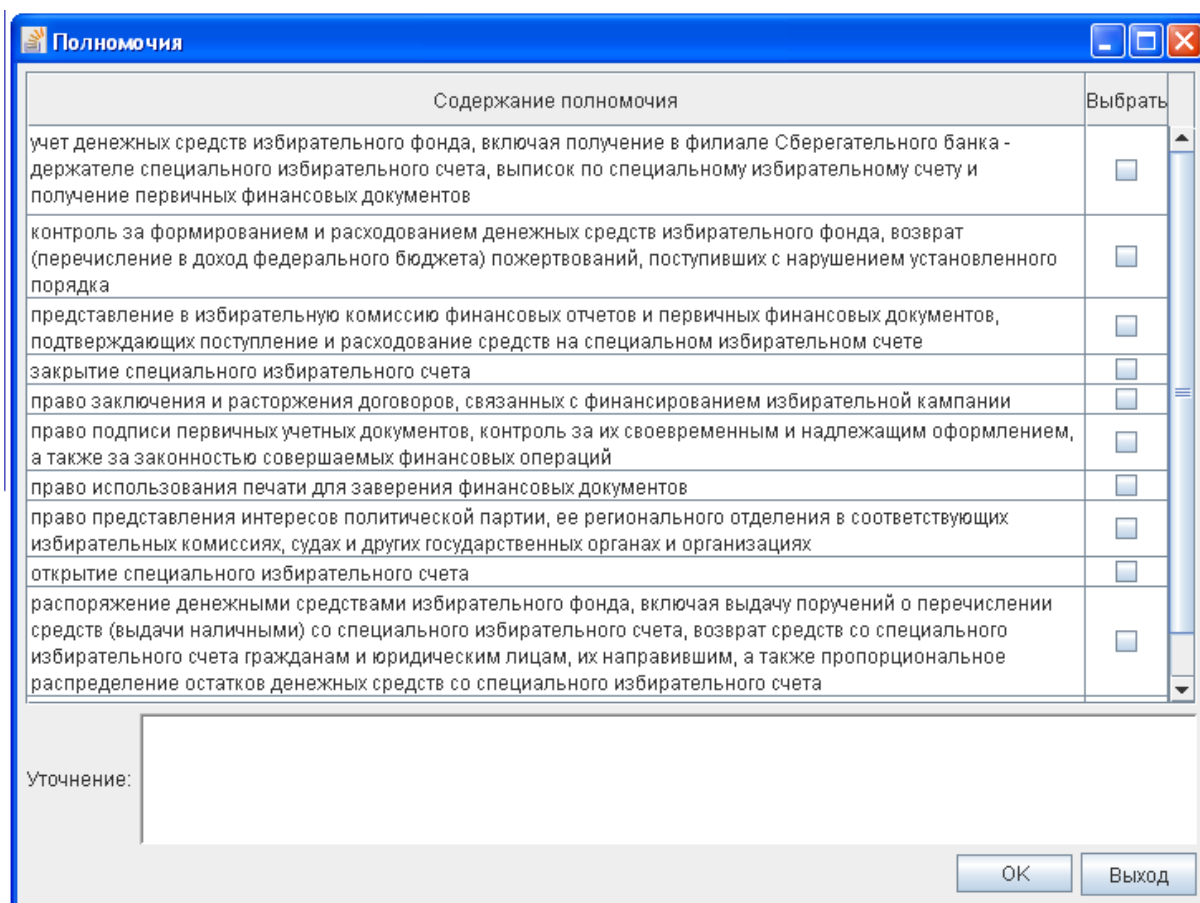 Полномочия
Содержание полномочия
Выбрать
учет денежных средств избирательного фонда, включая получение в филиале Сберегательного банка -
держателе специального избирательного счета, выписок по специальному избирательному счету и
получение первичных финансовых документов
контроль за формированием и расходованием денежных средств избирательного фонда, возврат
(перечисление в доход федерального бюджета) пожертвований, поступивших с нарушением установленного
порядка
представление в избирательную комиссию финансовых отчетов и первичных финансовых документов,
подтверждающих поступление и расходование средств на специальном избирательном счете
закрытие специального избирательного счета
право заключения и расторжения договоров, связанных с финансированием избирательной кампании
право подписи первичных учетных документов, контроль за их своевременным и надлежащим оформлением,
а также за законностью совершаемых финансовых операций
право использования печати для заверения финансовых документов
право представления интересов политической партии, ее регионального отделения в соответствующих
избирательных комиссиях, судах и других государственных органах и организациях
открытие специального избирательного счета
распоряжение денежными средствами избирательного фонда, включая выдачу поручений о перечислении
средств (выдачи наличными) со специального избирательного счета, возврат средств со специального
избирательного счета гражданам и юридическим лицам, их направившим, а также пропорциональное
распределение остатков денежных средств со специального избирательного счета
Уточнение:
OK
Выход